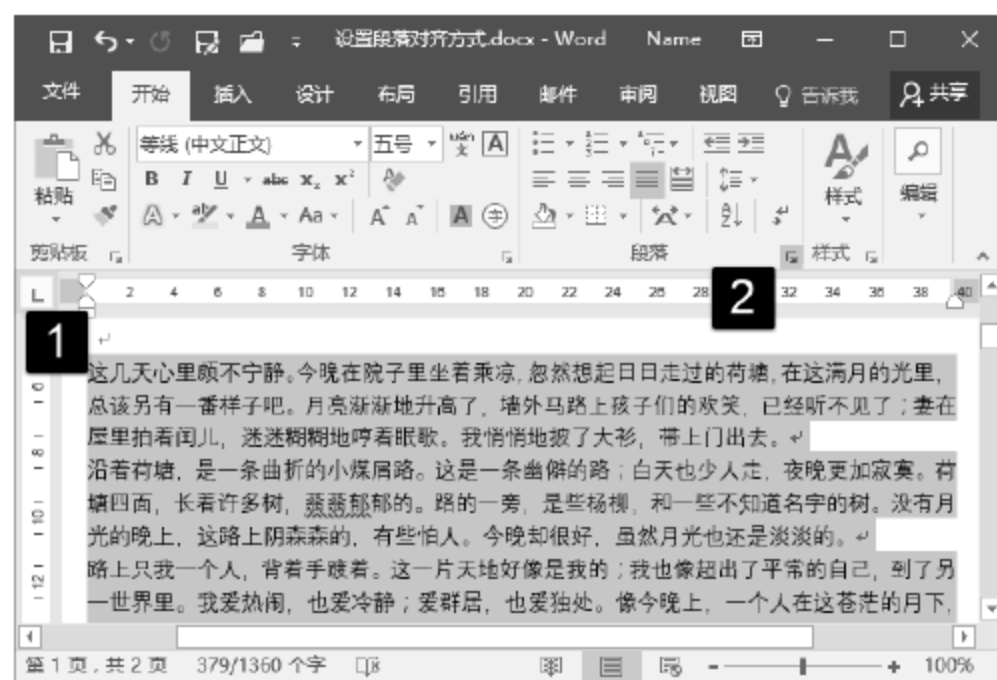 设置段落对齐方式.docx - Word Name
文件 开始 插入 设计 布局 引用 邮件 审阅 视图 告诉我 共享
等线 (中文正文) 五号 wén 文 A
粘贴 B I U abc x₂ x² 样式 编辑
A aby A Aa A A A 字 A Z
剪贴板 字体 段落 样式
L 2 4 6 8 10 12 14 16 18 20 22 24 26 28 2 32 34 36 38 40
1
这几天心里颇不宁静。今晚在院子里坐着乘凉,忽然想起日日走过的荷塘,在这满月的光里,
总该另有一番样子吧。月亮渐渐地升高了,墙外马路上孩子们的欢笑,已经听不见了;妻在
屋里拍着闰儿,迷迷糊糊地哼着眠歌。我悄悄地披了大衫,带上门出去。
沿着荷塘,是一条曲折的小煤屑路。这是一条幽僻的路;白天也少人走,夜晚更加寂寞。荷
塘四面,长着许多树,蓊蓊郁郁的。路的一旁,是些杨柳,和一些不知道名字的树。没有月
光的晚上,这路上阴森森的,有些怕人。今晚却很好,虽然月光也还是淡淡的。
路上只我一个人,背着手踱着。这一片天地好像是我的;我也像超出了平常的自己,到了另
一世界里。我爱热闹,也爱冷静;爱群居,也爱独处。像今晚上,一个人在这苍茫的月下,
第 1 页,共 2 页 379/1360 个字 100%